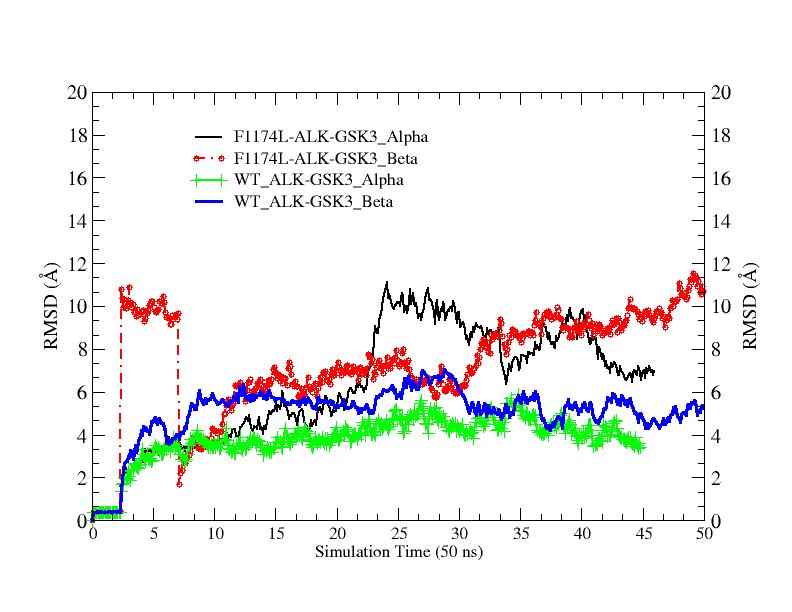 20 20
18 18
16 16
14 14
12 12
10 10
8 8
6 6
4 4
2 2
0 0
F1174L-ALK-GSK3_Alpha
F1174L-ALK-GSK3_Beta
WT_ALK-GSK3_Alpha
WT_ALK-GSK3_Beta
RMSD (Å)
RMSD (Å)
0 5 10 15 20 25 30 35 40 45 50
Simulation Time (50 ns)